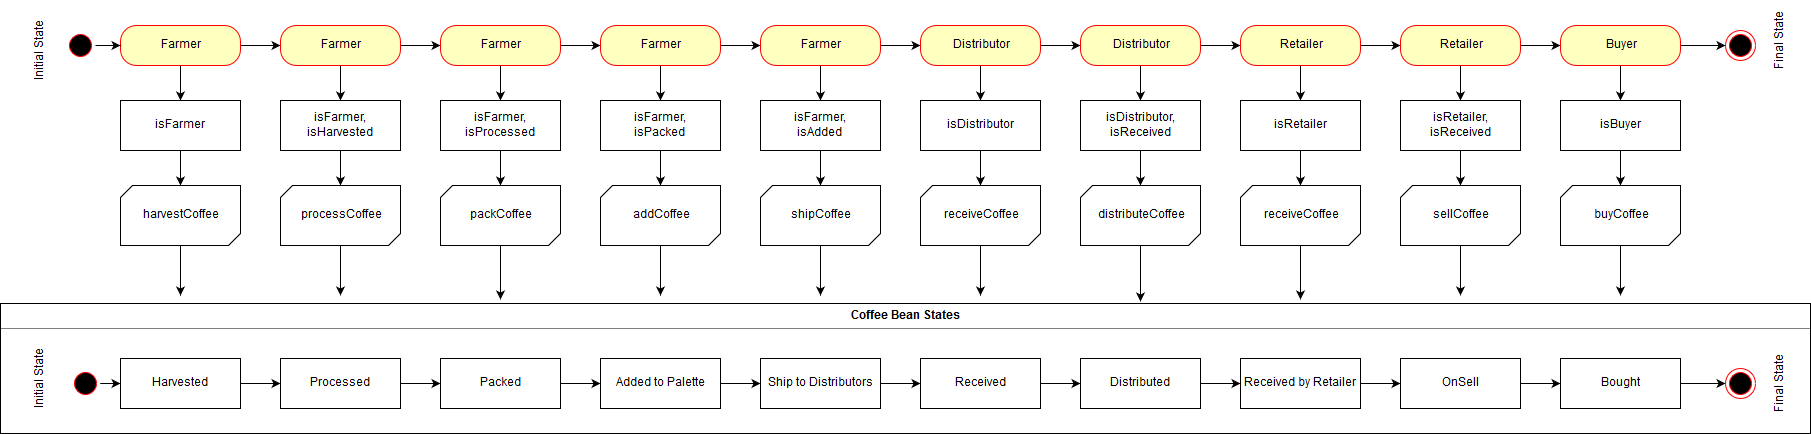 Initial State
Farmer
Farmer
Farmer
Farmer
Farmer
Distributor
Distributor
Retailer
Retailer
Buyer
Final State
isFarmer
isFarmer,
isHarvested
isFarmer,
isProcessed
isFarmer,
isPacked
isFarmer,
isAdded
isDistributor
isDistributor,
isReceived
isRetailer
isRetailer,
isReceived
isBuyer
harvestCoffee
processCoffee
packCoffee
addCoffee
shipCoffee
receiveCoffee
distributeCoffee
receiveCoffee
sellCoffee
buyCoffee
Coffee Bean States
Initial State
Harvested
Processed
Packed
Added to Palette
Ship to Distributors
Received
Distributed
Received by Retailer
OnSell
Bought
Final State